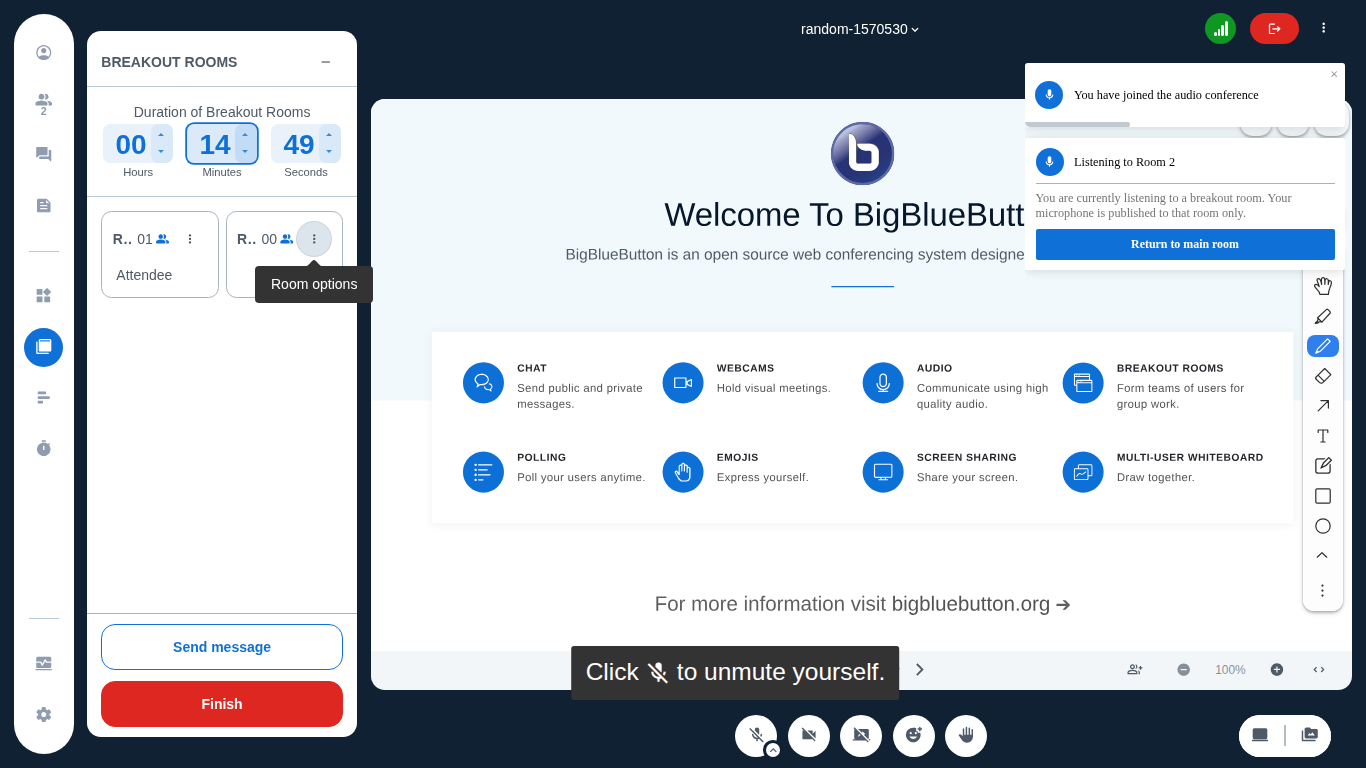 random-1570530
BREAKOUT ROOMS
2
Duration of Breakout Rooms
00 14 49
Hours Minutes Seconds
R.. 01 R.. 00
Attendee
Room options
Send message
Finish
You have joined the audio conference
Listening to Room 2
You are currently listening to a breakout room. Your
microphone is published to that room only.
Return to main room
Welcome To BigBlueButt
BigBlueButton is an open source web conferencing system designe
CHAT
Send public and private
messages.
WEBCAMS
Hold visual meetings.
AUDIO
Communicate using high
quality audio.
BREAKOUT ROOMS
Form teams of users for
group work.
POLLING
Poll your users anytime.
EMOJIS
Express yourself.
SCREEN SHARING
Share your screen.
MULTI-USER WHITEBOARD
Draw together.
For more information visit bigbluebutton.org ➔
Click to unmute yourself.
100%